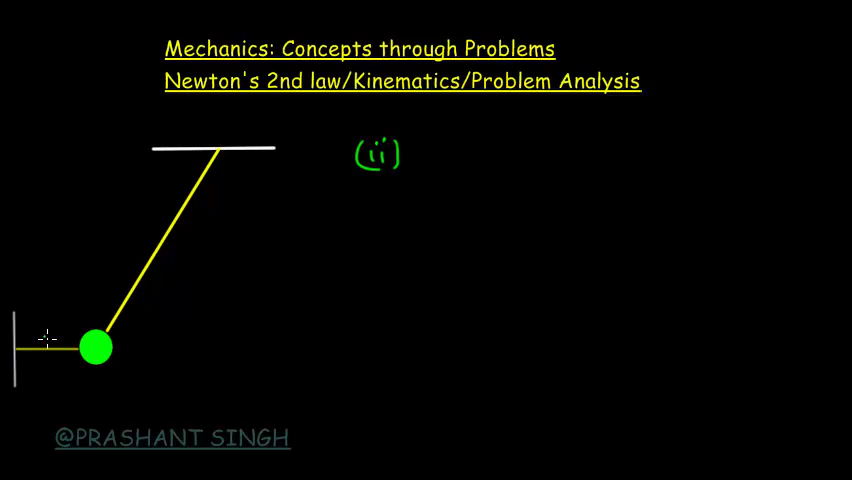 Mechanics: Concepts through Problems
Newton's 2nd law/Kinematics/Problem Analysis
(ii)
@PRASHANT SINGH